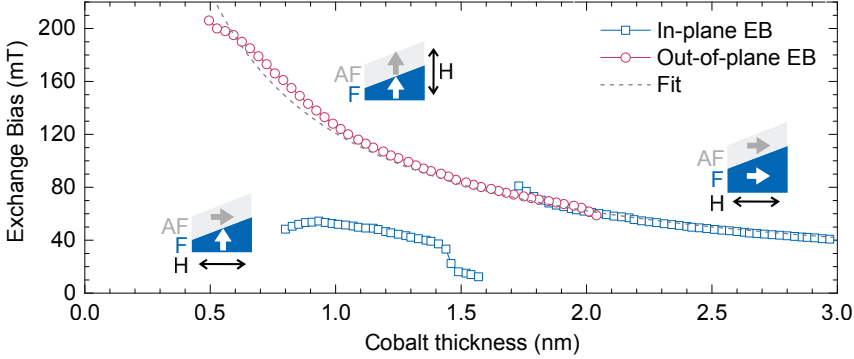 Exchange Bias (mT)
200
160
120
80
40
0
In-plane EB
Out-of-plane EB
Fit
AF
F
H
AF
F
H
AF
F
H
0.0 0.5 1.0 1.5 2.0 2.5 3.0
Cobalt thickness (nm)